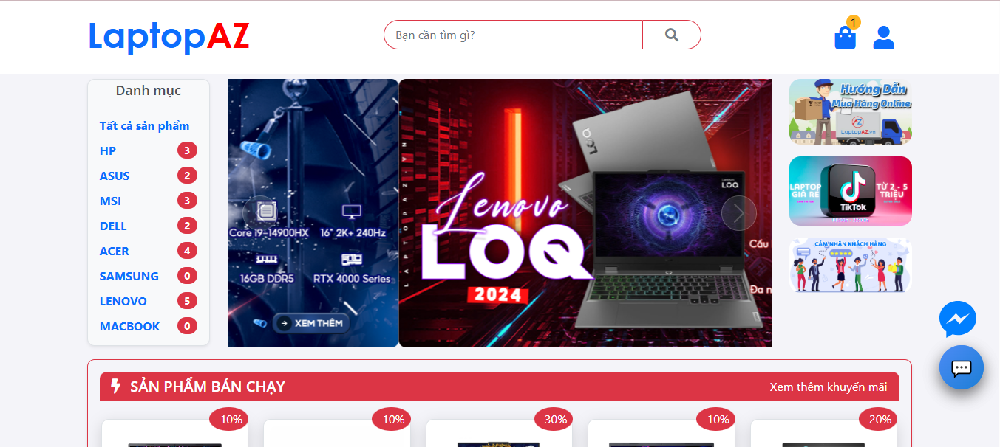 LaptopAZ
Bạn cần tìm gì?
1
Danh mục
Tất cả sản phẩm
HP 3
ASUS 2
MSI 3
DELL 2
ACER 4
SAMSUNG 0
LENOVO 5
MACBOOK 0
Core i9-14900HX
16" 2K+ 240Hz
16GB DDR5
RTX 4000 Series
XEM THÊM
LAPTOPAZ.VN
Lenovo
LOQ
2024
LOQ
Lenovo
LOQ
Cấu
Đa n
Hướng Dẫn
Mua Hàng Online
AZ
LaptopAZ.vn
LAPTOP
GIÁ RẺ
TikTok
TỪ 2 - 5
TRIỆU
CẢM NHẬN KHÁCH HÀNG
SẢN PHẨM BÁN CHẠY
Xem thêm khuyến mãi
-10%
-10%
-30%
-10%
-20%